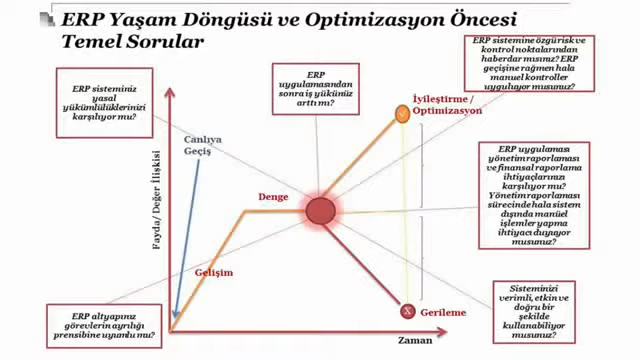 ERP Yaşam Döngüsü ve Optimizasyon Öncesi
Temel Sorular
ERP sisteminiz
yasal
yükümlülüklerinizi
karşılıyor mu?
ERP
uygulamasından
sonra iş yükünüz
arttı mı?
ERP sistemine özgü risk ve
kontrol noktalarından
haberdar mısınız? ERP
geçişine rağmen hala
manuel kontroller
uyguluyor musunuz?
İyileştirme /
Optimizasyon
Canlıya
Geçiş
Fayda/ Değer İlişkisi
Denge
Gelişim
ERP uygulaması
yönetim raporlaması
ve finansal raporlama
ihtiyaçlarınızı
karşılıyor mu?
Yönetim raporlaması
sürecinde hala sistem
dışında manüel
işlemler yapma
ihtiyacı duyuyor
musunuz?
ERP altyapınız
görevlerin ayrılığı
prensibine uyumlu mu?
X
Gerileme
Zaman
Sisteminizi
verimli, etkin ve
doğru bir
şekilde
kullanabiliyor
musunuz?